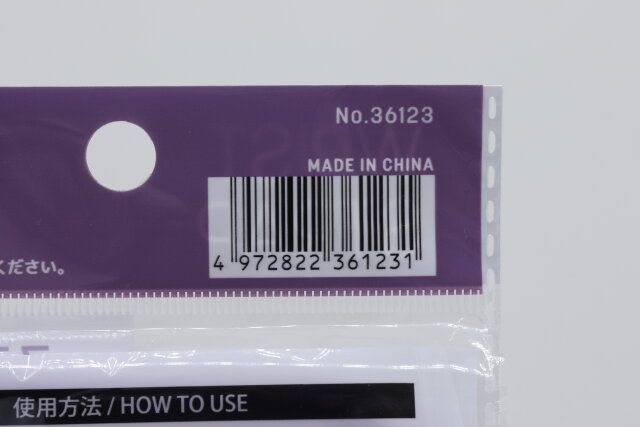 No.36123
MADE IN CHINA
4 972822 361231
ください。
使用方法 / HOW TO USE